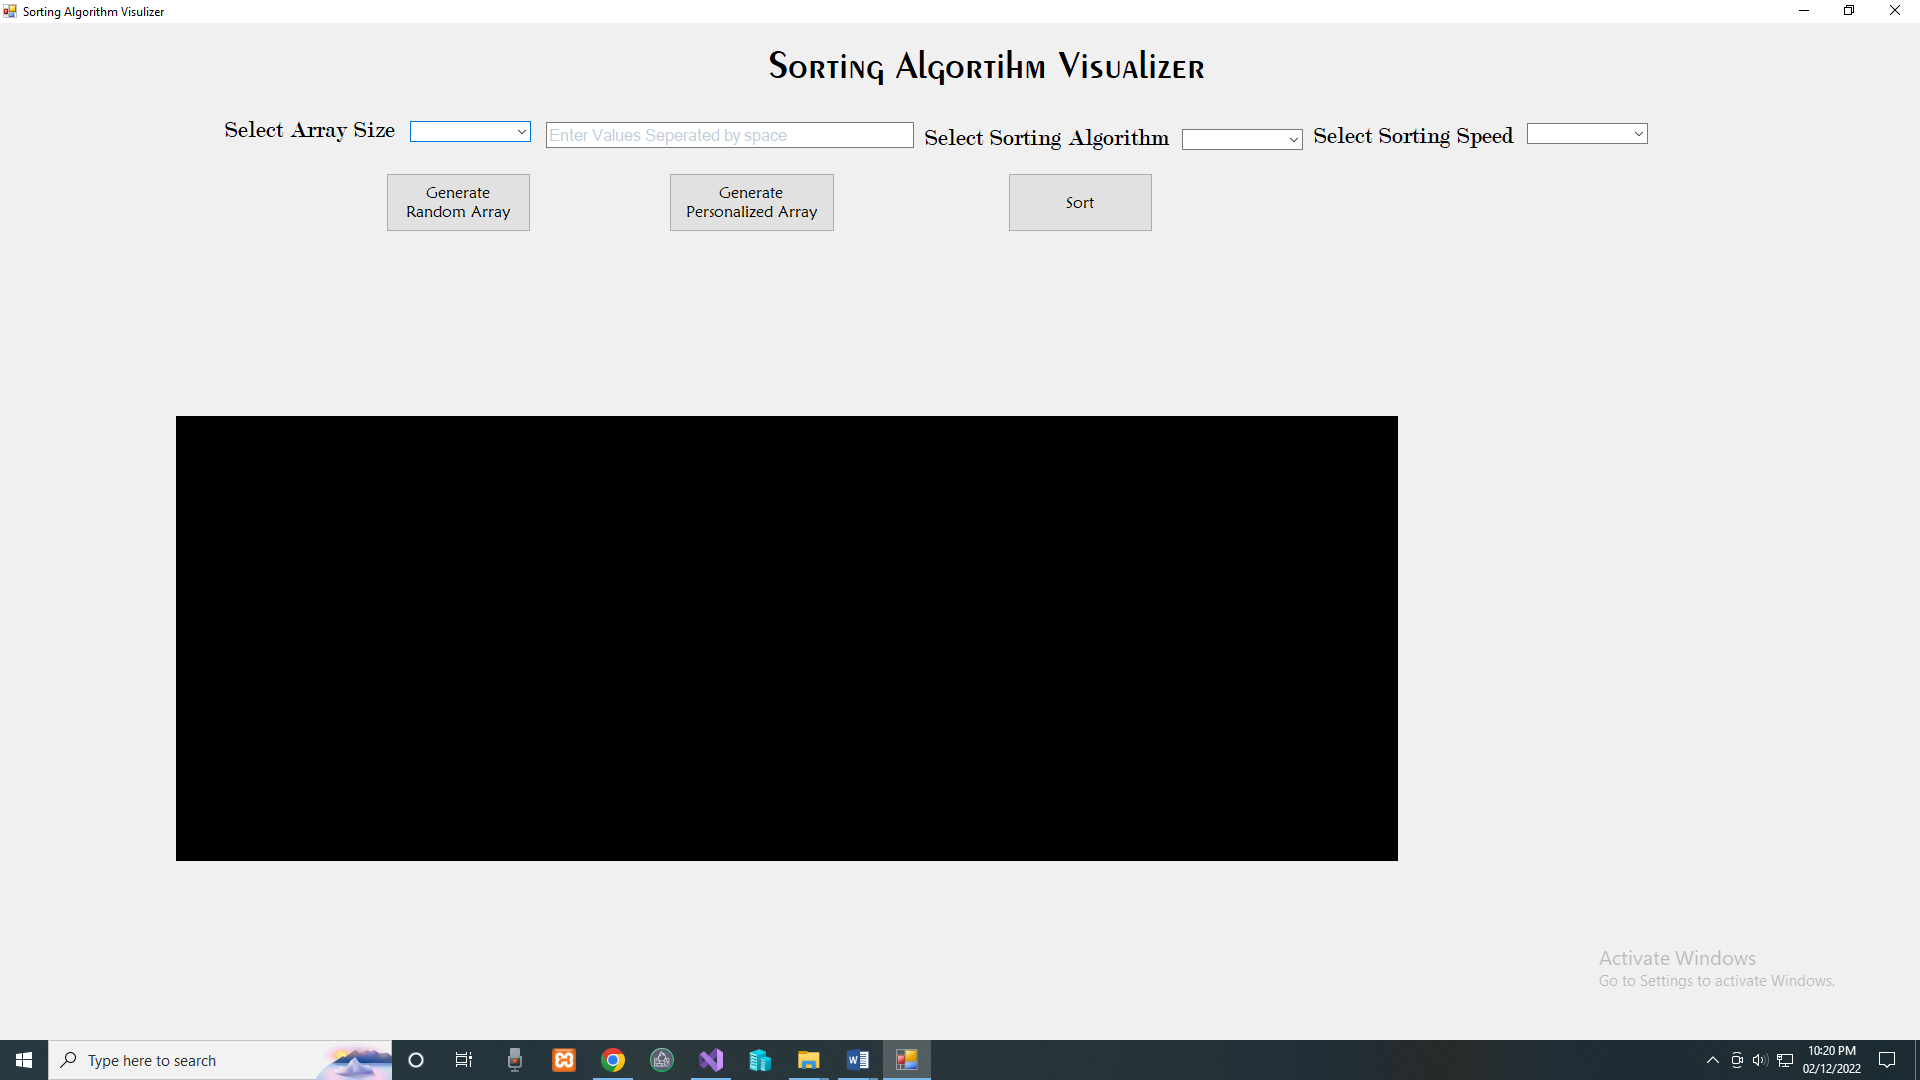 Sorting Algorithm Visulizer
Sorting Algortihm Visualizer
Select Array Size
Enter Values Seperated by space
Select Sorting Algorithm
Select Sorting Speed
Generate
Random Array
Generate
Personalized Array
Sort
Activate Windows
Go to Settings to activate Windows.
Type here to search
10:20 PM
02/12/2022